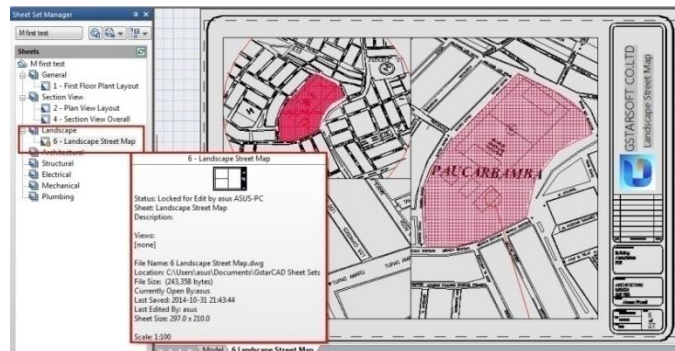 Sheet Set Manager
M first test
Sheets
M first test
General
1 - First Floor Plant Layout
Section View
2 - Plan View Layout
4 - Section View Overall
Landscape
6 - Landscape Street Map
Architectural
Structural
Electrical
Mechanical
Plumbing
6 - Landscape Street Map
Status: Locked for Edit by asus ASUS-PC
Sheet: Landscape Street Map
Description:
Views:
[none]
File Name: 6 Landscape Street Map.dwg
Location: C:\Users\asus\Documents\GstarCAD Sheet Sets
File Size: (243,358 bytes)
Currently Open By:asus
Last Saved: 2014-10-31 21:43:44
Last Edited By: asus
Sheet Size: 297.0 x 210.0
Scale: 1:100
PAUCARBAMBA
GSTARSOFT CO.LTD
Landscape Street Map
Model
6 Landscape Street Map